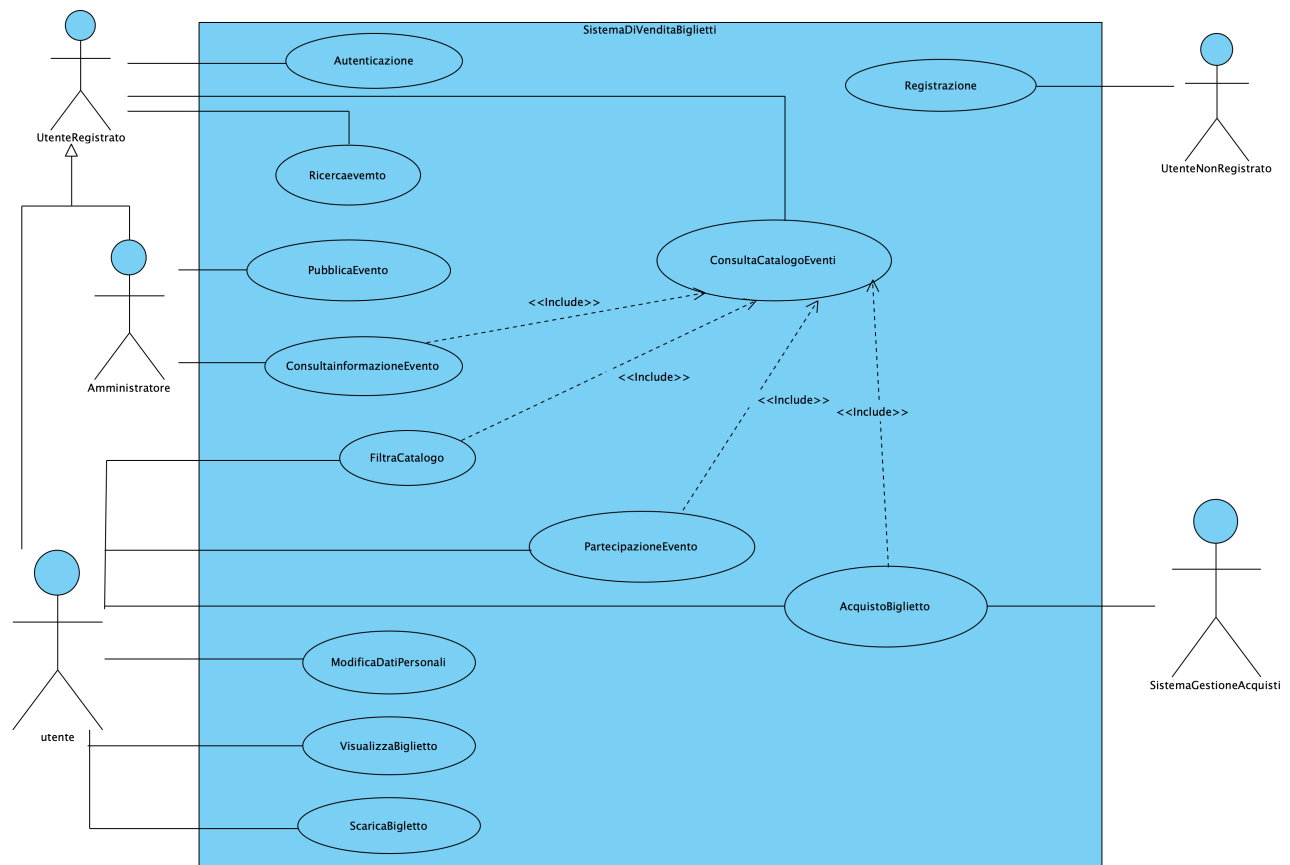 SistemaDiVenditaBiglietti
Autenticazione
Registrazione
UtenteRegistrato
UtenteNonRegistrato
Ricercaevemto
ConsultaCatalogoEventi
PubblicaEvento
<<Include>>
ConsultainformazioneEvento
<<Include>>
Amministratore
<<Include>>
<<Include>>
FiltraCatalogo
PartecipazioneEvento
AcquistoBiglietto
ModificaDatiPersonali
SistemaGestioneAcquisti
utente
VisualizzaBiglietto
ScaricaBigletto